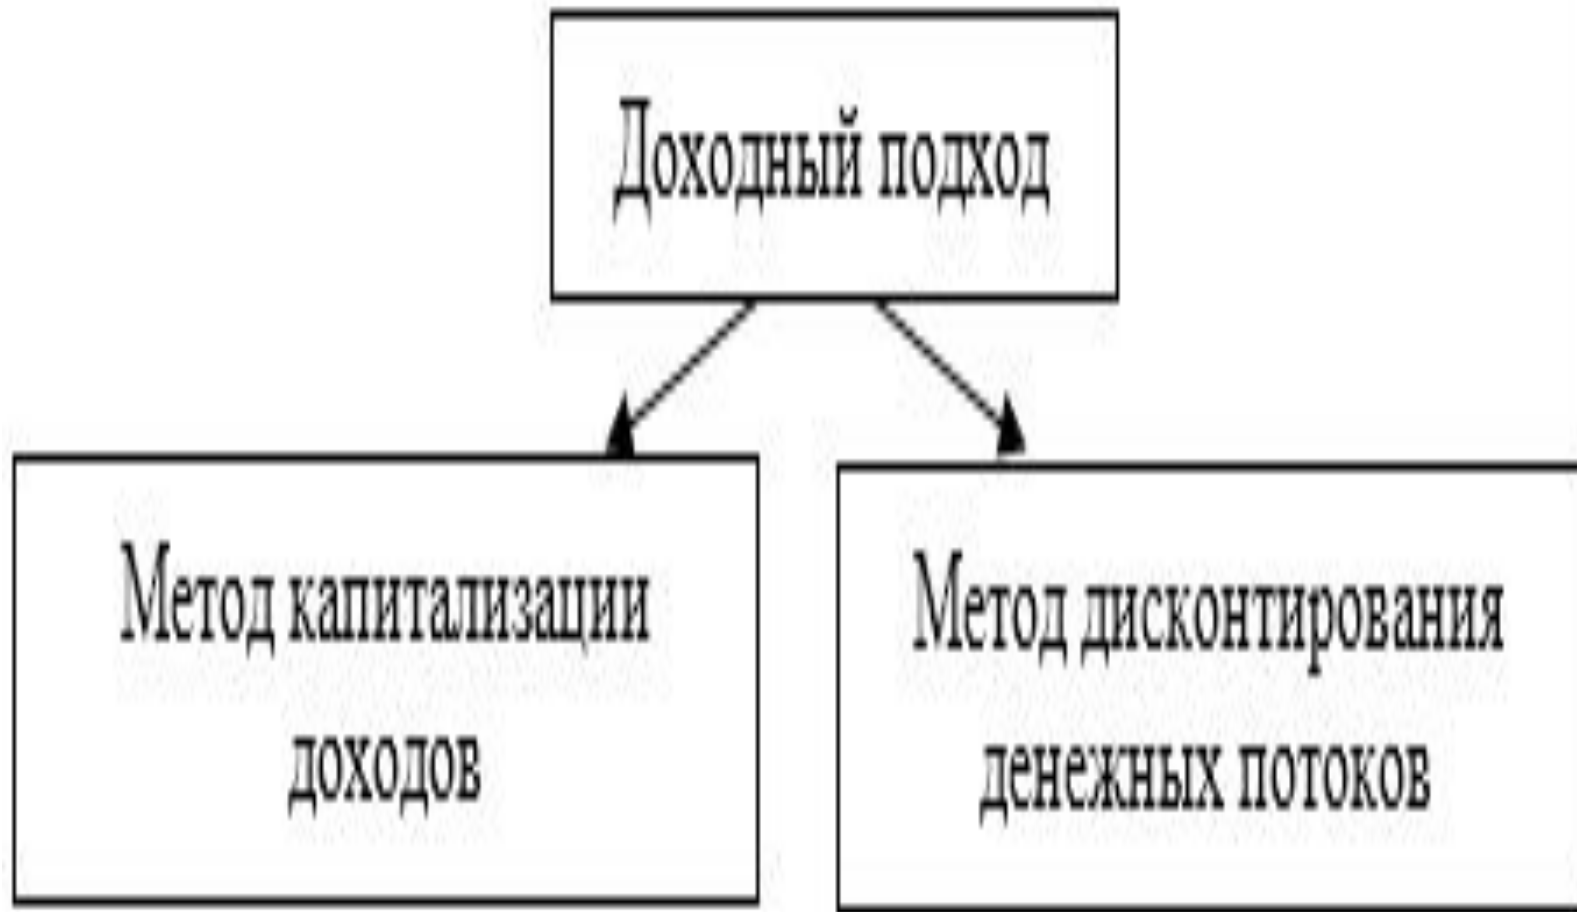 Доходный подход
Метод капитализации
доходов
Метод дисконтирования
денежных потоков